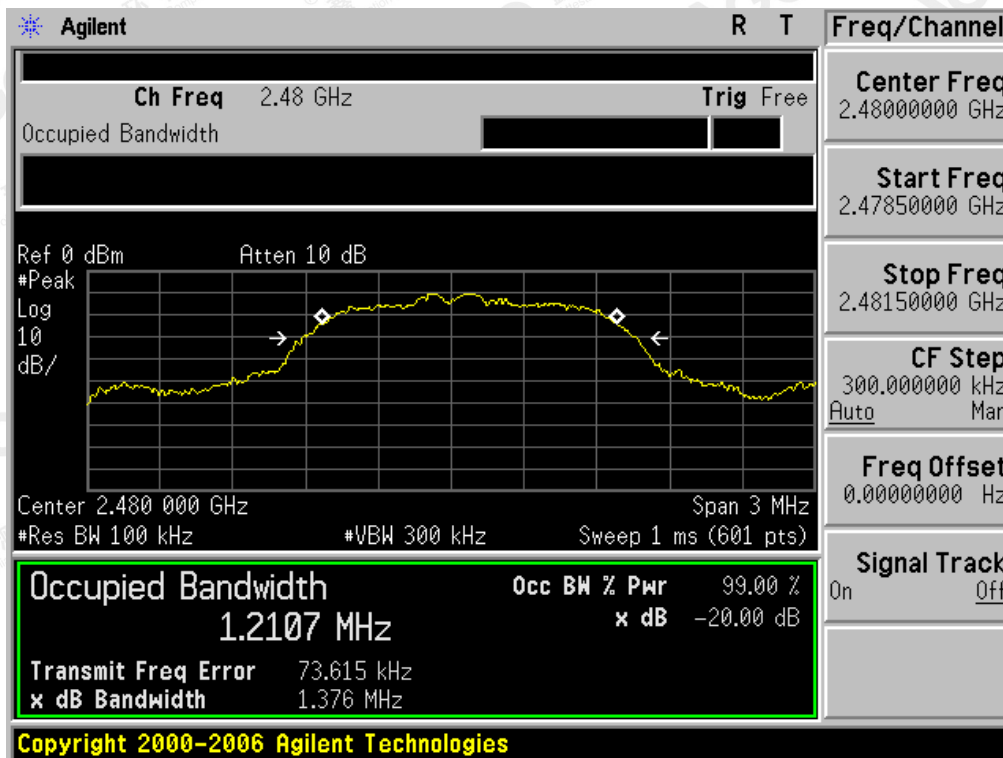 Agilent R T
Ch Freq 2.48 GHz Trig Free
Occupied Bandwidth
Ref 0 dBm Atten 10 dB
#Peak
Log
10
dB/
Center 2.480 000 GHz Span 3 MHz
#Res BW 100 kHz #VBW 300 kHz Sweep 1 ms (601 pts)
Occupied Bandwidth Occ BW % Pwr 99.00 %
1.2107 MHz x dB -20.00 dB
Transmit Freq Error 73.615 kHz
x dB Bandwidth 1.376 MHz
Copyright 2000-2006 Agilent Technologies
Freq/Channel
Center Freq
2.48000000 GHz
Start Freq
2.47850000 GHz
Stop Freq
2.48150000 GHz
CF Step
300.000000 kHz
Auto Man
Freq Offset
0.00000000 Hz
Signal Track
On Off